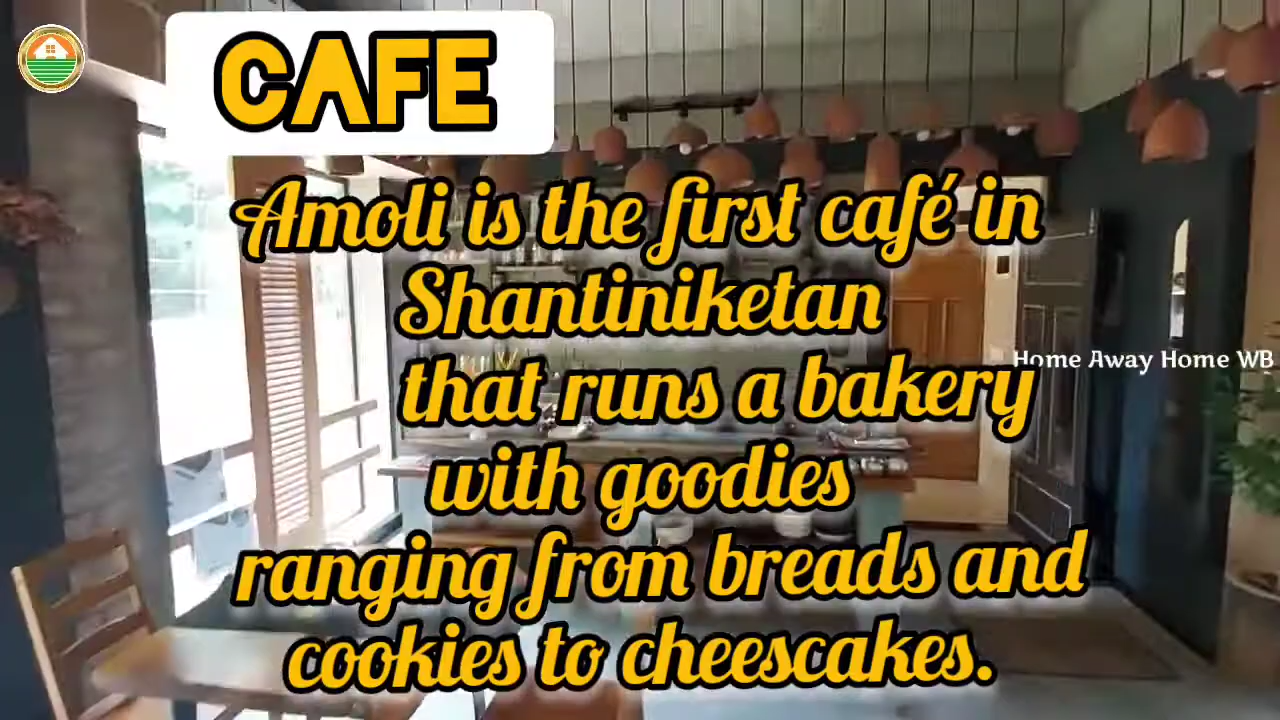 CAFE
Amoli is the first café in
Shantiniketan
that runs a bakery
Home Away Home WB
with goodies
ranging from breads and
cookies to cheescakes.